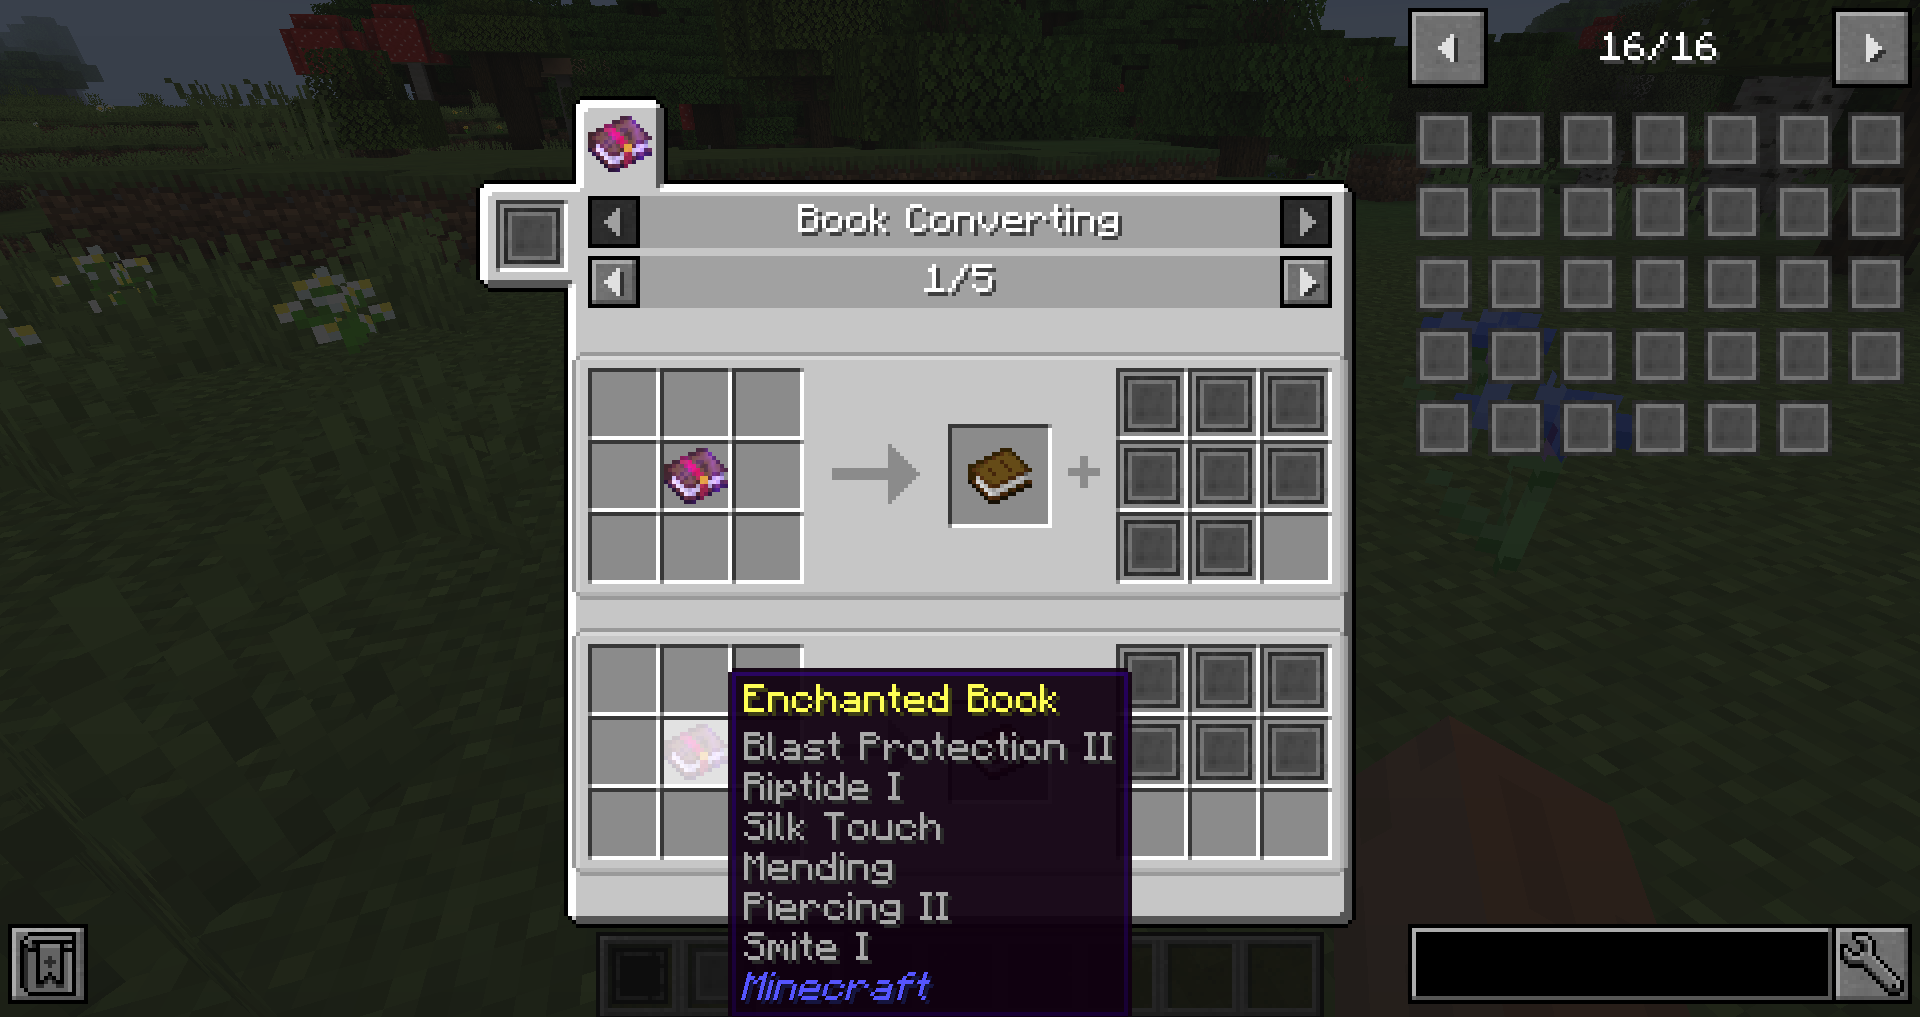 16/16
Book Converting
1/5
Enchanted Book
Blast Protection II
Riptide I
Silk Touch
Mending
Piercing II
Smite I
Minecraft